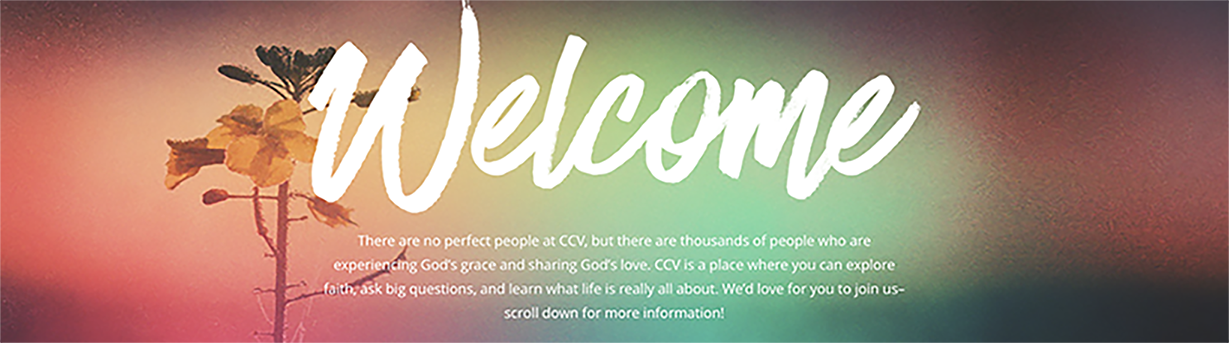 Welcome
There are no perfect people at CCV, but there are thousands of people who are
experiencing God's grace and sharing God's love. CCV is a place where you can explore
faith, ask big questions, and learn what life is really all about. We'd love for you to join us–
scroll down for more information!